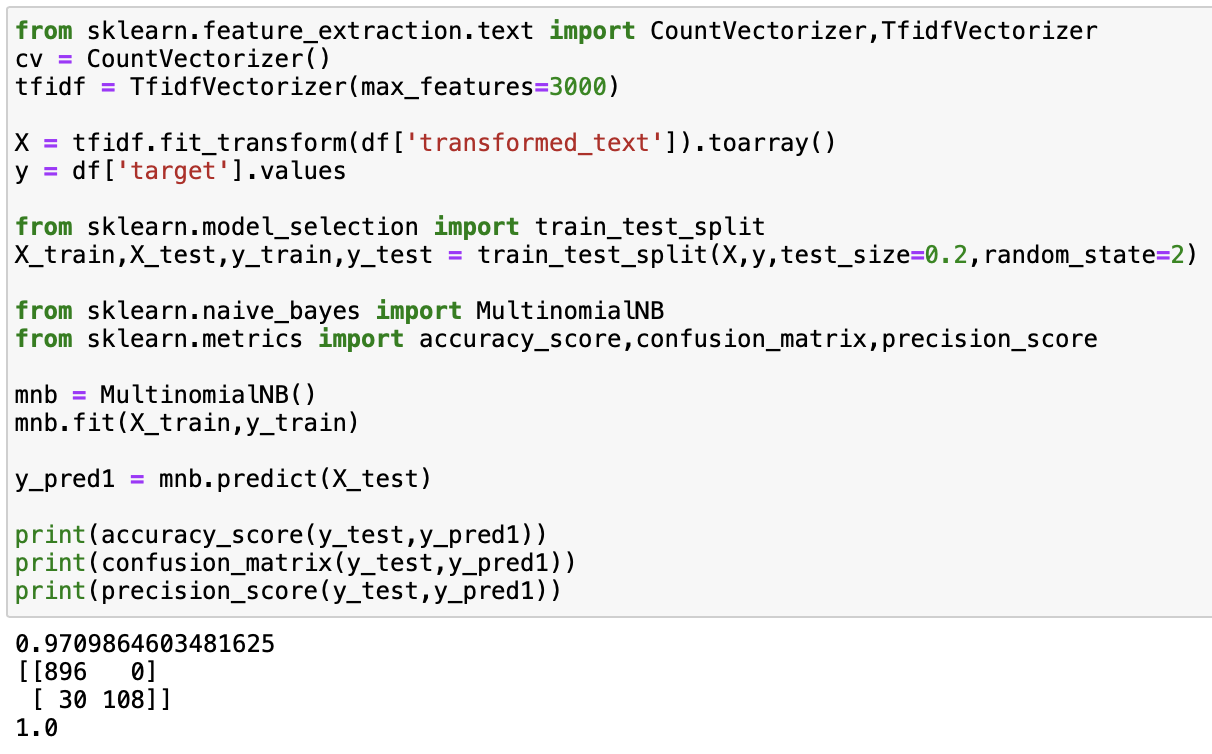 from sklearn.feature_extraction.text import CountVectorizer,TfidfVectorizer
cv = CountVectorizer()
tfidf = TfidfVectorizer(max_features=3000)
X = tfidf.fit_transform(df['transformed_text']).toarray()
y = df['target'].values
from sklearn.model_selection import train_test_split
X_train,X_test,y_train,y_test = train_test_split(X,y,test_size=0.2,random_state=2)
from sklearn.naive_bayes import MultinomialNB
from sklearn.metrics import accuracy_score,confusion_matrix,precision_score
mnb = MultinomialNB()
mnb.fit(X_train,y_train)
y_pred1 = mnb.predict(X_test)
print(accuracy_score(y_test,y_pred1))
print(confusion_matrix(y_test,y_pred1))
print(precision_score(y_test,y_pred1))
0.9709864603481625
[[896   0]
 [ 30 108]]
1.0